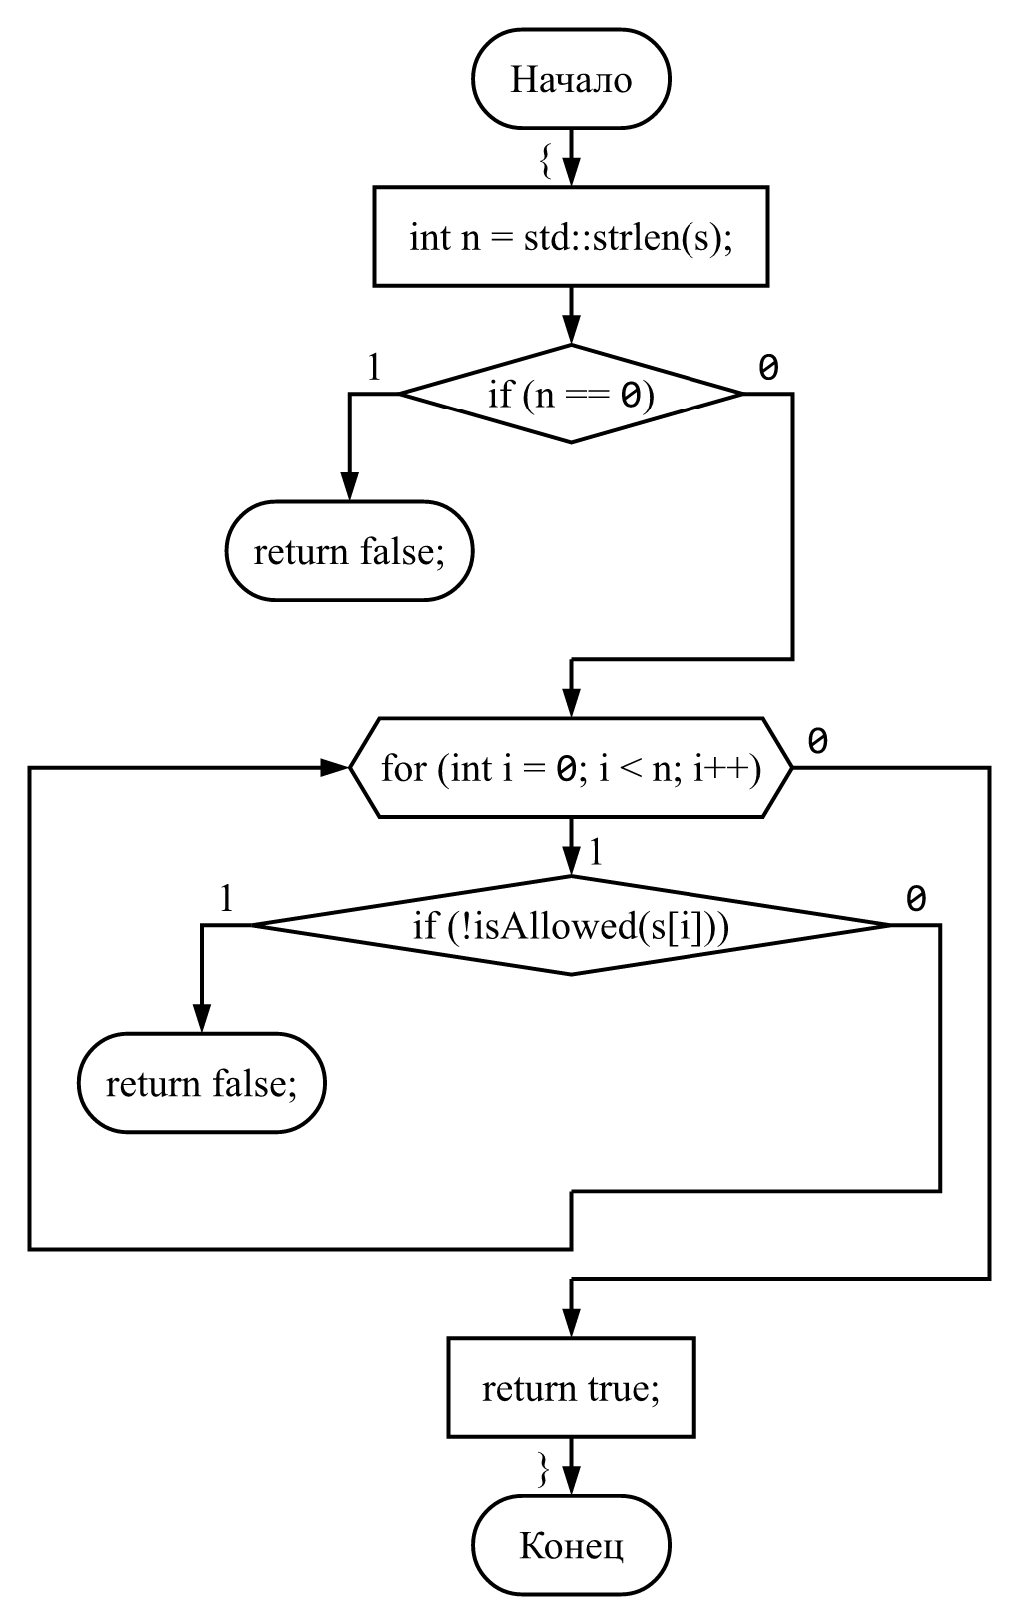 Начало
{
int n = std::strlen(s);
1
0
if (n == 0)
return false;
for (int i = 0; i < n; i++)
0
1
1
0
if (!isAllowed(s[i]))
return false;
return true;
}
Конец